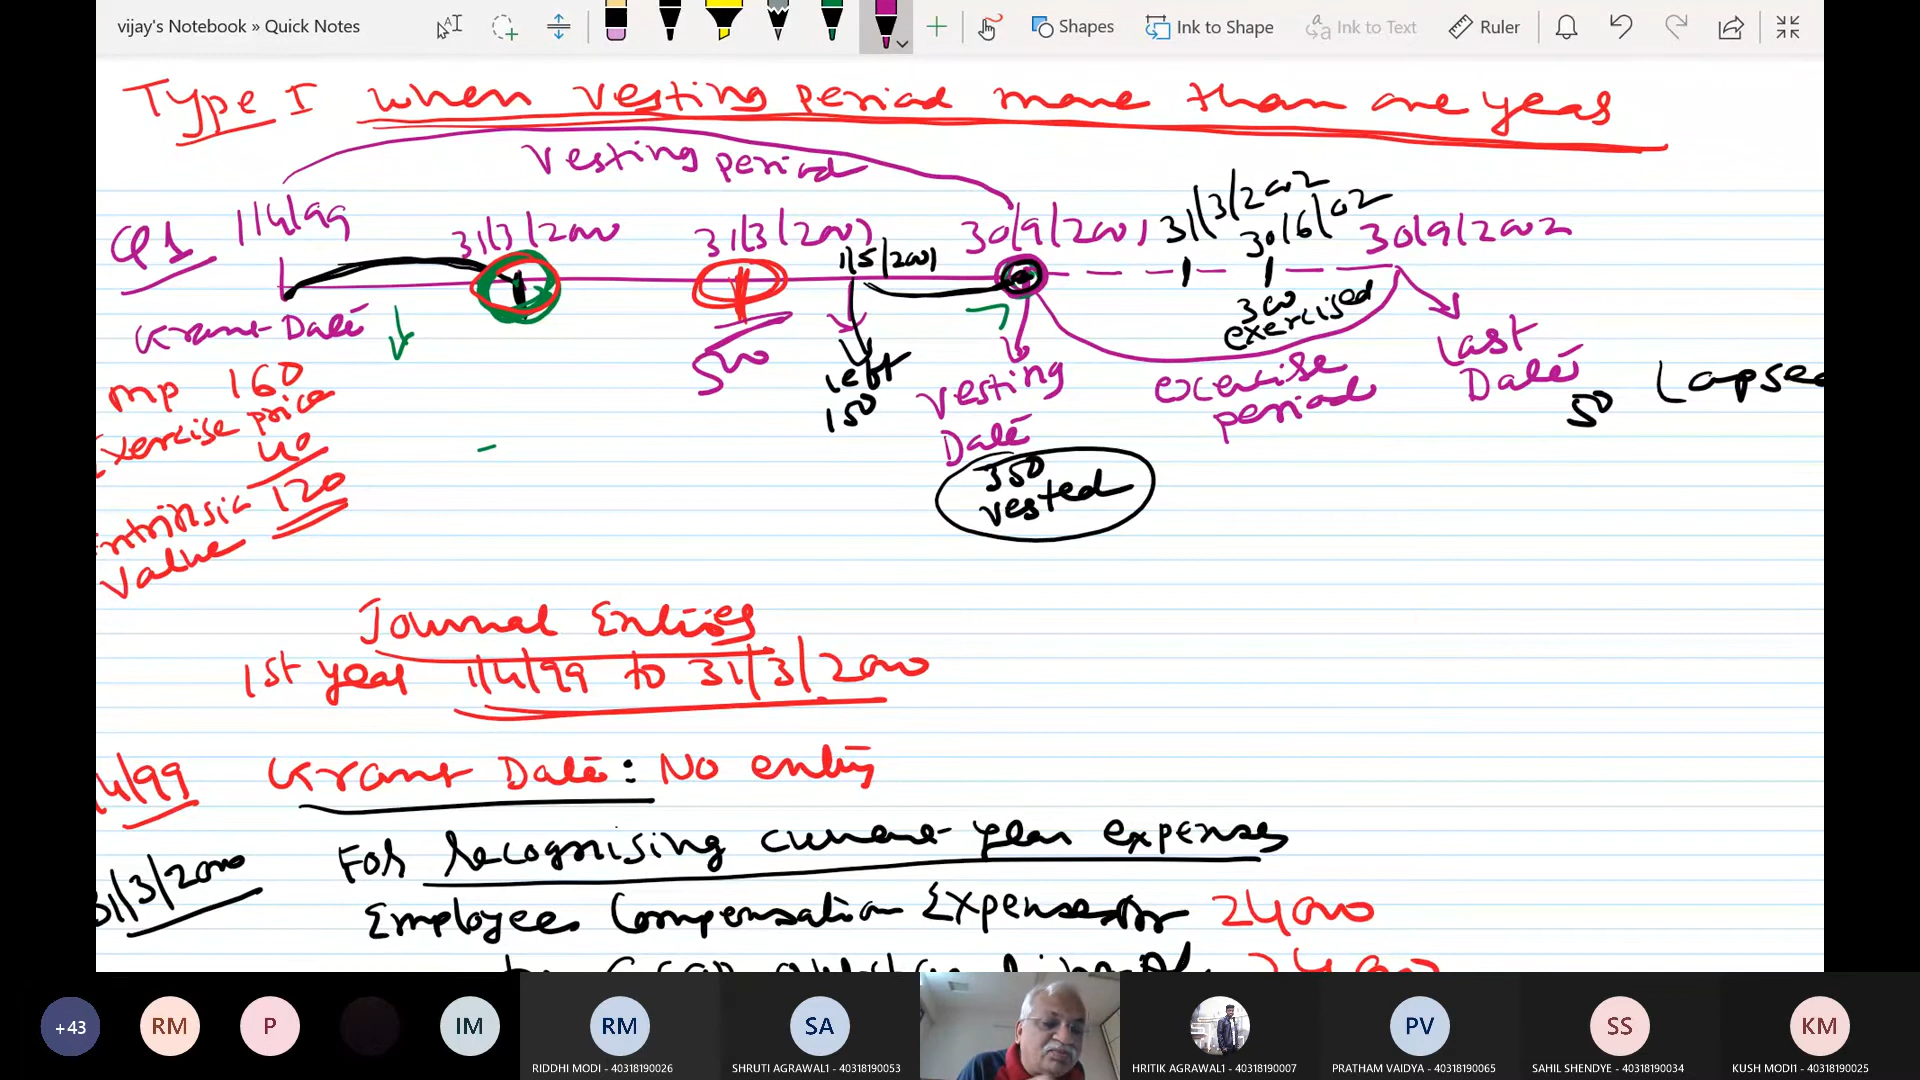 vijay's Notebook » Quick Notes
Shapes
Ink to Shape
Ink to Text
Ruler
Type I when vesting period more than one year
vesting period
Q1
1/4/99
31/3/2000
31/3/2001
1/5/2001
30/9/2001
31/3/2002
30/6/02
30/9/2002
Grant Date
500
left
150
Vesting
Date
350
vested
300
exercised
excercise
period
Last
Date
50 Lapsed
MP 160
Exercise price
40
Intrinsic 120
value
Journal Entries
1st year 1/4/99 to 31/3/2000
1/4/99 Grant Date: No entry
31/3/2000 For recognising current year expenses
Employees Compensation Expenses Dr 24000
24000
+43
RM
P
IM
RM
RIDDHI MODI - 40318190026
SA
SHRUTI AGRAWAL1 - 40318190053
HRITIK AGRAWAL1 - 40318190007
PV
PRATHAM VAIDYA - 40318190065
SS
SAHIL SHENDYE - 40318190034
KM
KUSH MODI1 - 40318190025